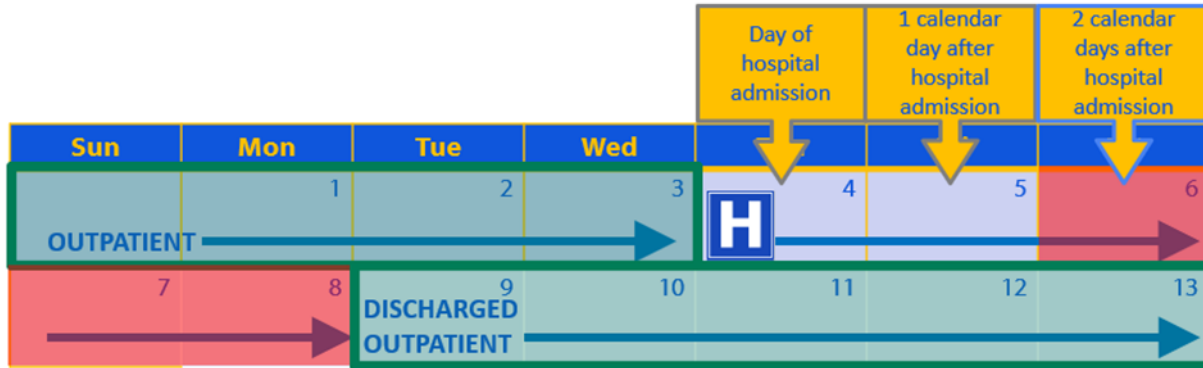 Day of
hospital
admission
1 calendar
day after
hospital
admission
2 calendar
days after
hospital
admission
Sun Mon Tue Wed
1 2 3 4 5 6
H
OUTPATIENT
7 8 9 10 11 12 13
DISCHARGED
OUTPATIENT